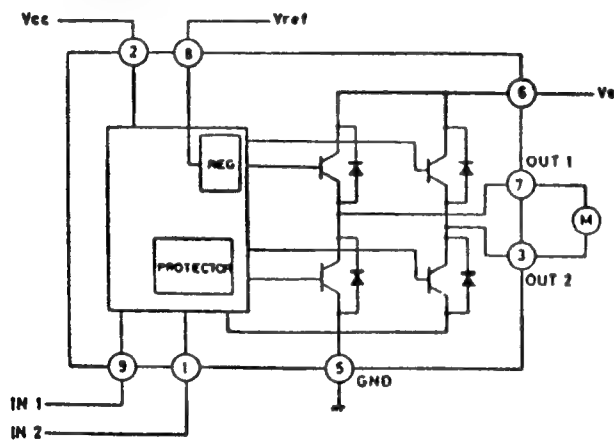 Vcc
Vref
2
8
6
Vs
REG
OUT 1
7
M
PROTECTOR
3
OUT 2
9
1
5
GND
IN 1
IN 2